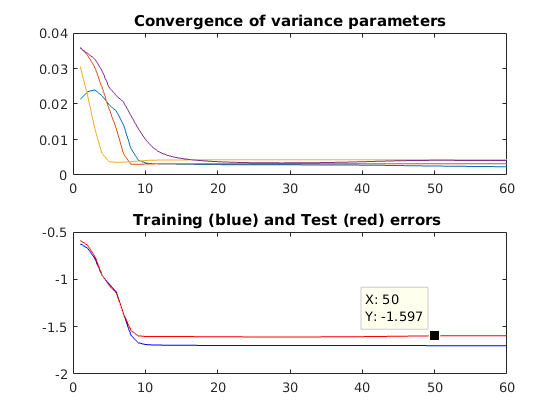 Convergence of variance parameters
0.04
0.03
0.02
0.01
0
0 10 20 30 40 50 60
Training (blue) and Test (red) errors
-0.5
-1
X: 50
Y: -1.597
-1.5
-2
0 10 20 30 40 50 60